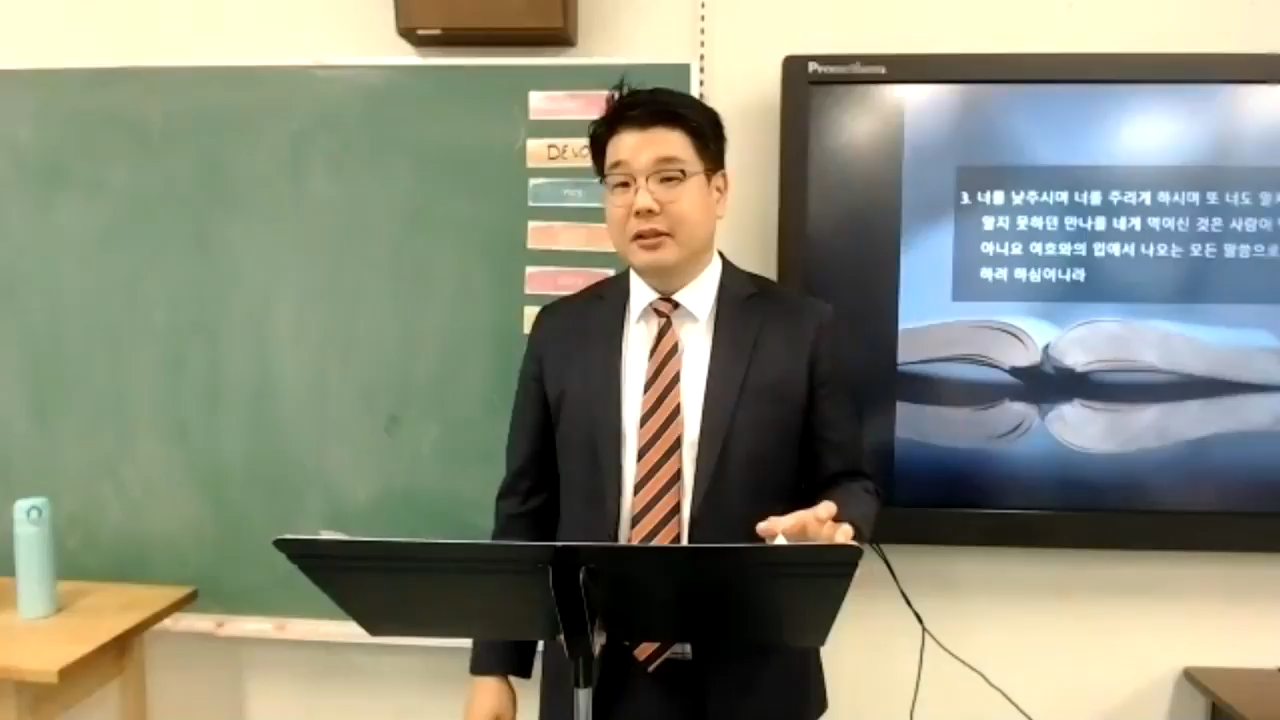 Promethean
DEVO
3. 너를 낮추시며 너를 주리게 하시며 또 너도 알지
알지 못하던 만나를 네게 먹이신 것은 사람이
아니요 여호와의 입에서 나오는 모든 말씀으로
하려 하심이니라